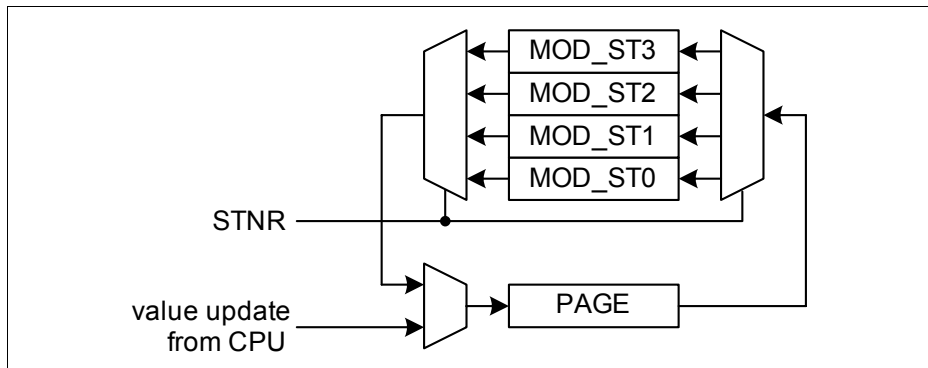 MOD_ST3
MOD_ST2
MOD_ST1
MOD_ST0
STNR
value update
from CPU
PAGE